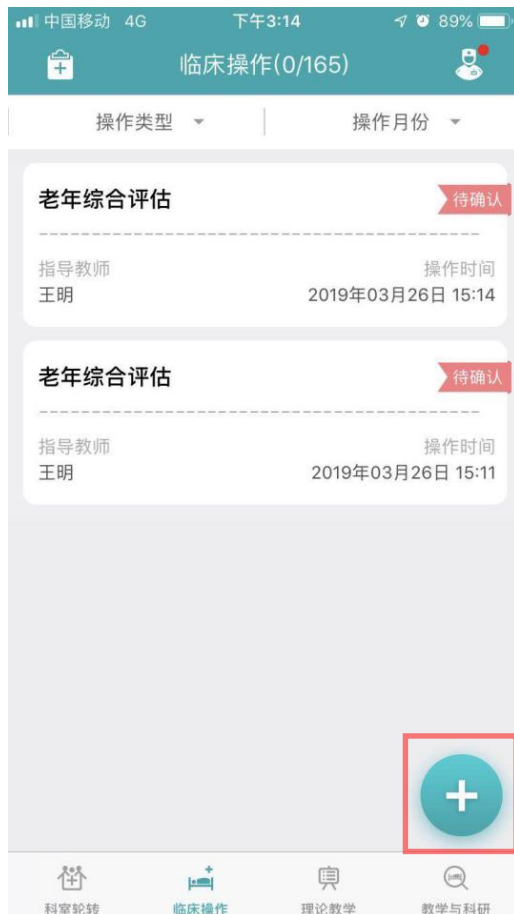 中国移动 4G 下午3:14 89%
临床操作(0/165)
操作类型 操作月份
老年综合评估 待确认
指导教师 操作时间
王明 2019年03月26日 15:14
老年综合评估 待确认
指导教师 操作时间
王明 2019年03月26日 15:11
科室轮转 临床操作 理论教学 教学与科研